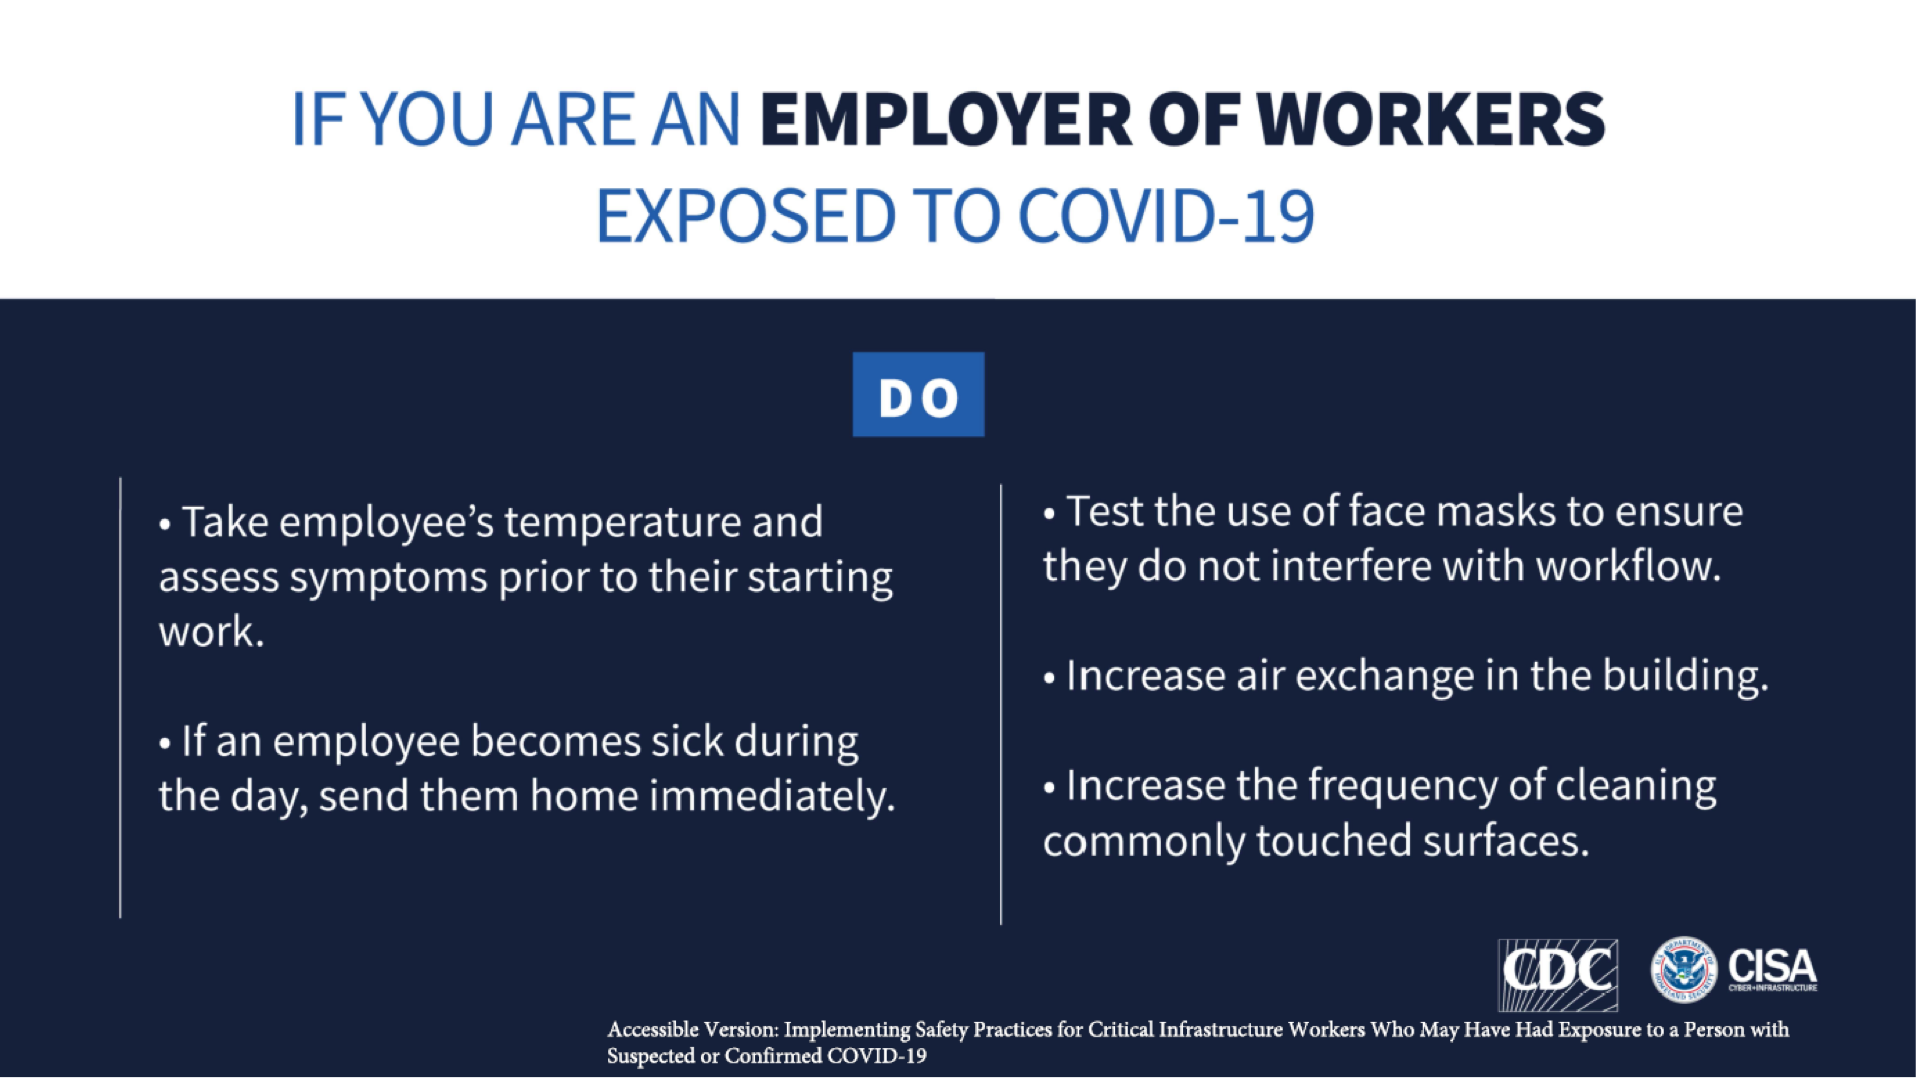 IF YOU ARE AN EMPLOYER OF WORKERS
EXPOSED TO COVID-19
DO
• Take employee’s temperature and
assess symptoms prior to their starting
work.
• If an employee becomes sick during
the day, send them home immediately.
• Test the use of face masks to ensure
they do not interfere with workflow.
• Increase air exchange in the building.
• Increase the frequency of cleaning
commonly touched surfaces.
CDC
CISA
CYBER+INFRASTRUCTURE
Accessible Version: Implementing Safety Practices for Critical Infrastructure Workers Who May Have Had Exposure to a Person with
Suspected or Confirmed COVID-19